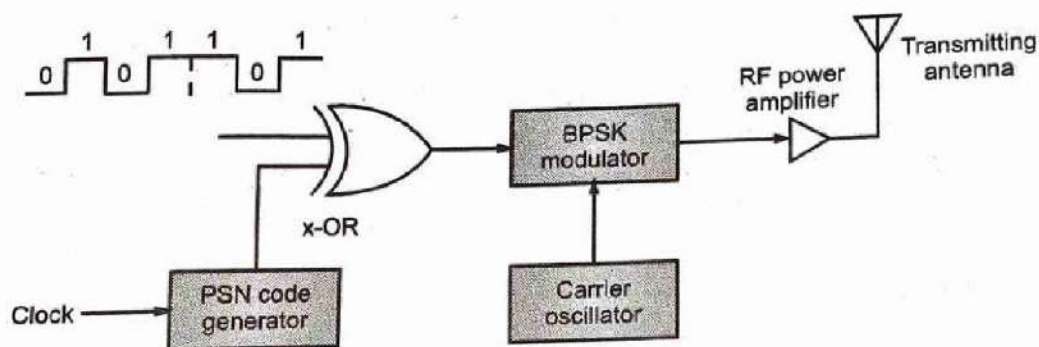 1 1 1 1
0 0 0
Transmitting
antenna
RF power
amplifier
BPSK
modulator
x-OR
Clock
PSN code
generator
Carrier
oscillator